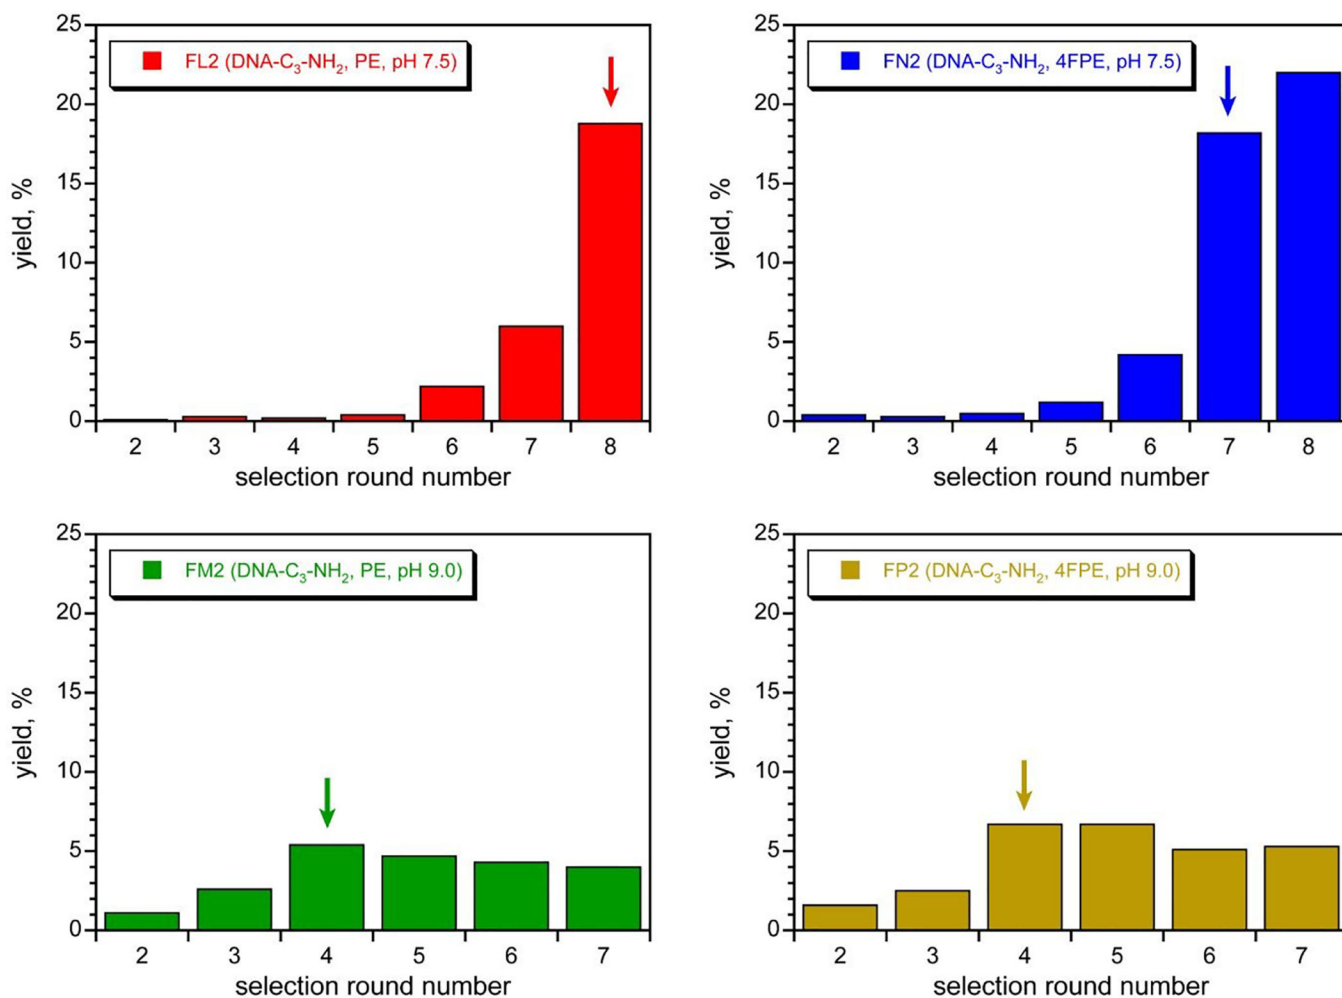 25
20
15
10
5
0
yield, %
FL2 (DNA-C₃-NH₂, PE, pH 7.5)
2 3 4 5 6 7 8
selection round number
25
20
15
10
5
0
yield, %
FN2 (DNA-C₃-NH₂, 4FPE, pH 7.5)
2 3 4 5 6 7 8
selection round number
25
20
15
10
5
0
yield, %
FM2 (DNA-C₃-NH₂, PE, pH 9.0)
2 3 4 5 6 7
selection round number
25
20
15
10
5
0
yield, %
FP2 (DNA-C₃-NH₂, 4FPE, pH 9.0)
2 3 4 5 6 7
selection round number